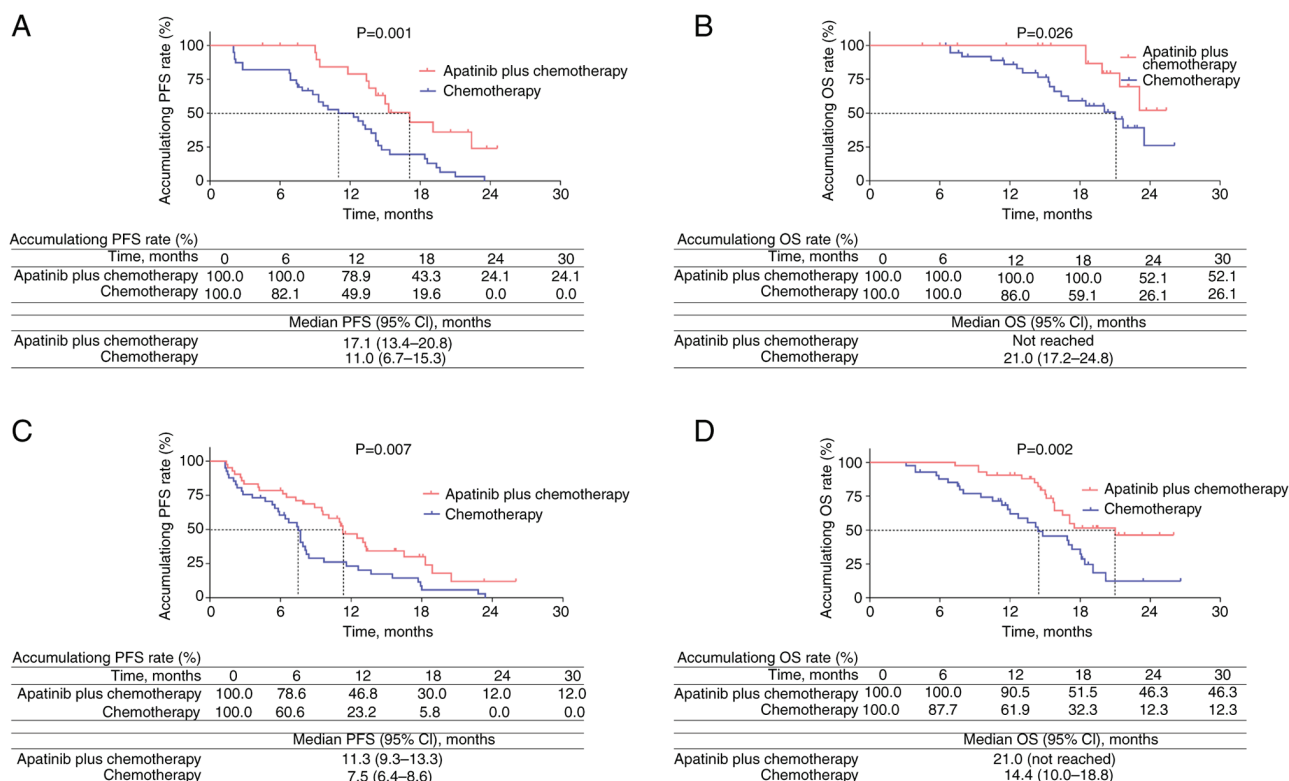 A
P=0.001
Accumulationg PFS rate (%)
100
75
50
25
0
0 6 12 18 24 30
Time, months
Apatinib plus chemotherapy
Chemotherapy
Accumulationg PFS rate (%)
Time, months 0 6 12 18 24 30
Apatinib plus chemotherapy 100.0 100.0 78.9 43.3 24.1 24.1
Chemotherapy 100.0 82.1 49.9 19.6 0.0 0.0
Median PFS (95% CI), months
Apatinib plus chemotherapy 17.1 (13.4–20.8)
Chemotherapy 11.0 (6.7–15.3)
B
P=0.026
Accumulationg OS rate (%)
100
75
50
25
0
0 6 12 18 24 30
Time, months
Apatinib plus
chemotherapy
Chemotherapy
Accumulationg OS rate (%)
Time, months 0 6 12 18 24 30
Apatinib plus chemotherapy 100.0 100.0 100.0 100.0 52.1 52.1
Chemotherapy 100.0 100.0 86.0 59.1 26.1 26.1
Median OS (95% CI), months
Apatinib plus chemotherapy Not reached
Chemotherapy 21.0 (17.2–24.8)
C
P=0.007
Accumulationg PFS rate (%)
100
75
50
25
0
0 6 12 18 24 30
Time, months
Apatinib plus chemotherapy
Chemotherapy
Accumulationg PFS rate (%)
Time, months 0 6 12 18 24 30
Apatinib plus chemotherapy 100.0 78.6 46.8 30.0 12.0 12.0
Chemotherapy 100.0 60.6 23.2 5.8 0.0 0.0
Median PFS (95% CI), months
Apatinib plus chemotherapy 11.3 (9.3–13.3)
Chemotherapy 7.5 (6.4–8.6)
D
P=0.002
Accumulationg OS rate (%)
100
75
50
25
0
0 6 12 18 24 30
Time, months
Apatinib plus chemotherapy
Chemotherapy
Accumulationg OS rate (%)
Time, months 0 6 12 18 24 30
Apatinib plus chemotherapy 100.0 100.0 90.5 51.5 46.3 46.3
Chemotherapy 100.0 87.7 61.9 32.3 12.3 12.3
Median OS (95% CI), months
Apatinib plus chemotherapy 21.0 (not reached)
Chemotherapy 14.4 (10.0–18.8)